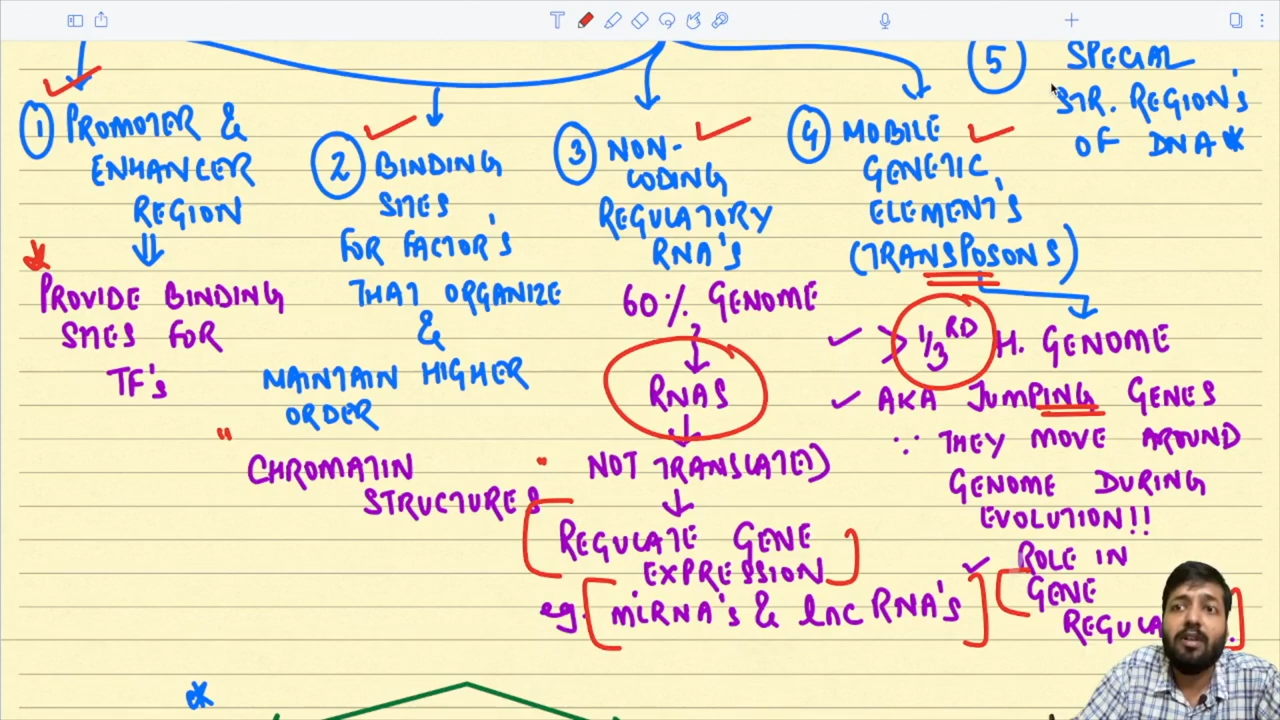 ① PROMOTER &
ENHANCER
REGION
PROVIDE BINDING
SITES FOR
TF's
② BINDING
SITES
FOR FACTOR'S
THAT ORGANIZE
&
MAINTAIN HIGHER
ORDER
"CHROMATIN
STRUCTURES"
③ NON-
CODING
REGULATORY
RNA'S
60% GENOME
RNAS
NOT TRANSLATED
REGULATE GENE
EXPRESSION
eg. [miRNA's & lncRNA's]
④ MOBILE
GENETIC
ELEMENT'S
(TRANSPOSONS)
> 1/3 RD H. GENOME
AKA JUMPING GENES
∵ THEY MOVE AROUND
GENOME DURING
EVOLUTION!!
ROLE IN
GENE
⑤ SPECIAL
STR. REGION'S
OF DNA*